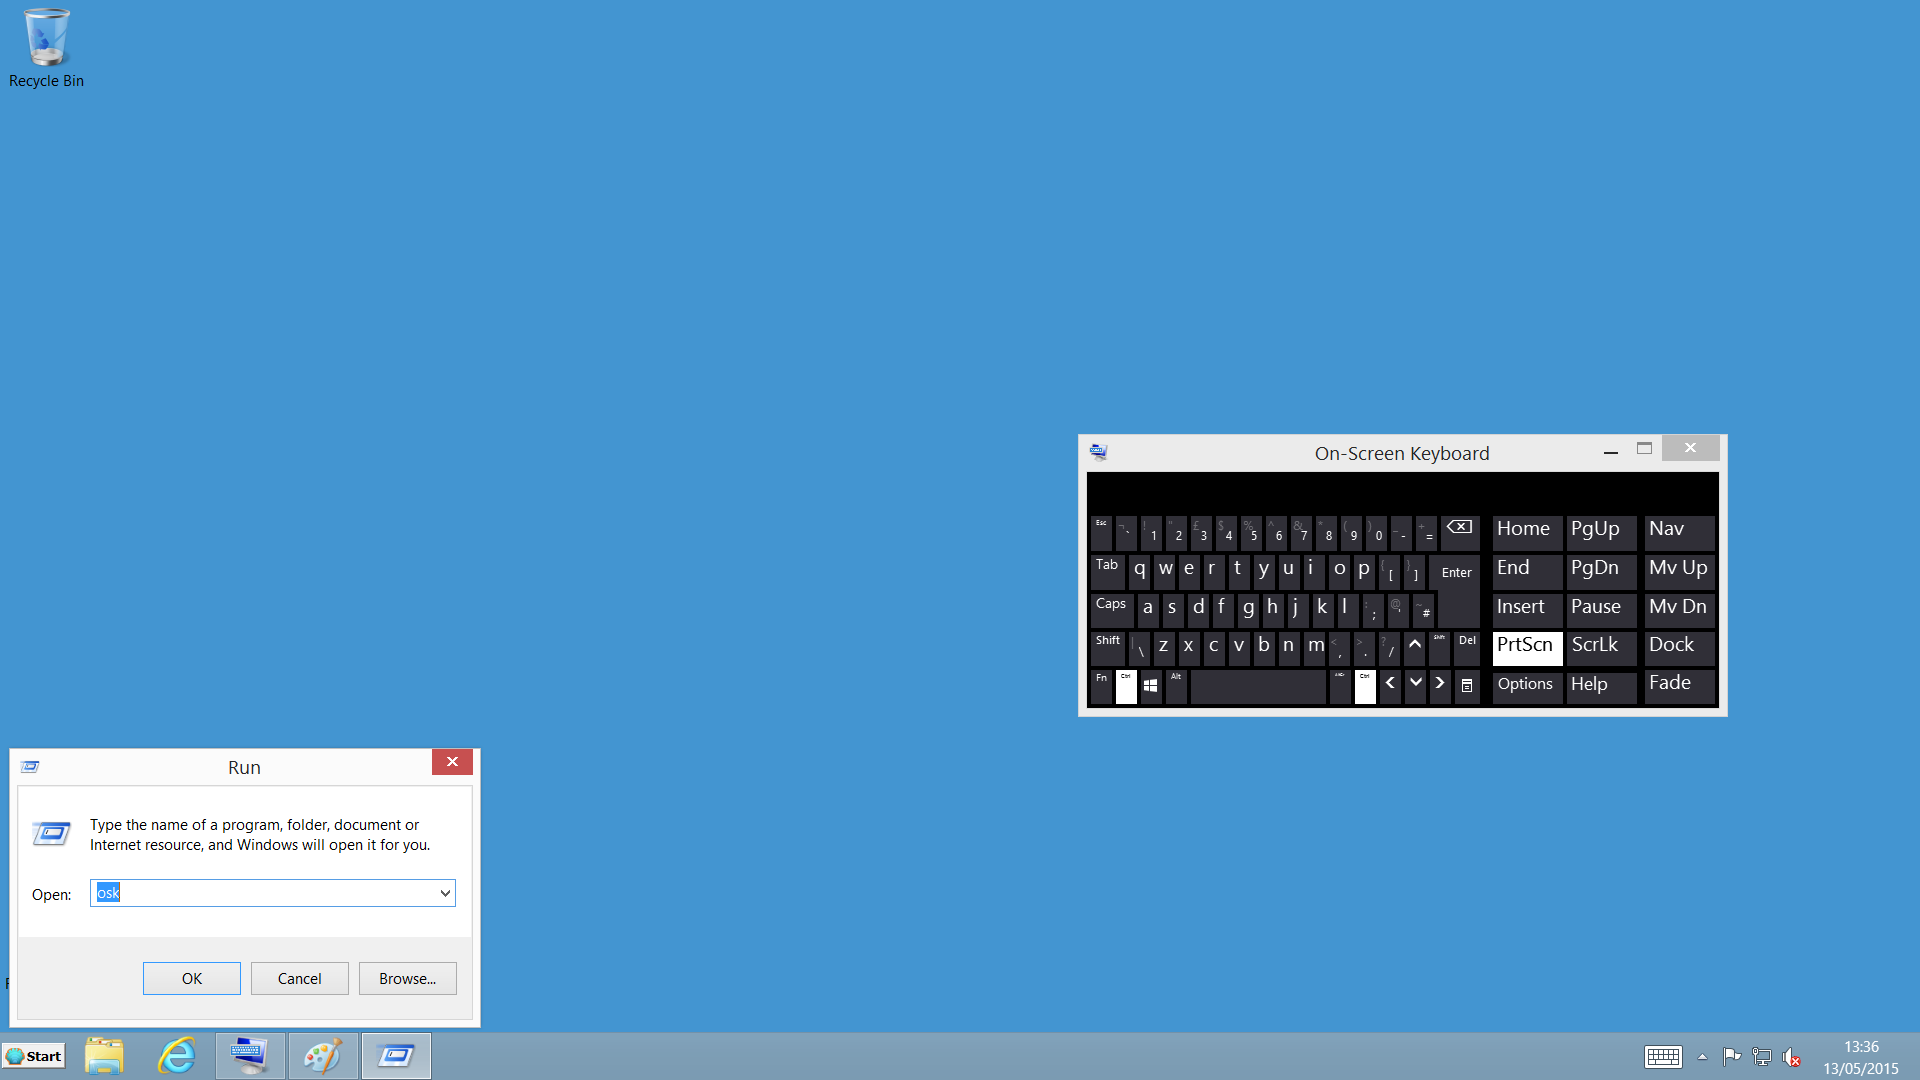 Recycle Bin
On-Screen Keyboard
Esc ¬ ` ! 1 " 2 £ 3 $ 4 % 5 ^ 6 & 7 * 8 ( 9 ) 0 _ - + = Home PgUp Nav
Tab q w e r t y u i o p { [ } ] Enter End PgDn Mv Up
Caps a s d f g h j k l : ; @ ' ~ # Insert Pause Mv Dn
Shift | \ z x c v b n m < , > . ? / Shift Del PrtScn ScrLk Dock
Fn Ctrl Alt Ctrl Options Help Fade
Run
Type the name of a program, folder, document or
Internet resource, and Windows will open it for you.
Open: osk
OK Cancel Browse...
Start
13:36
13/05/2015